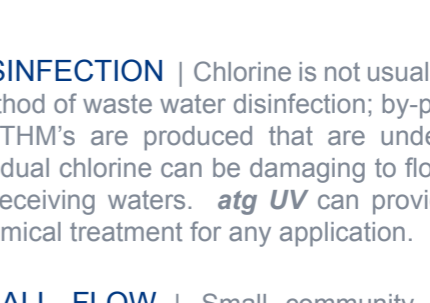 SINFECTION | Chlorine is not usual
thod of waste water disinfection; by-p
THM's are produced that are unde
dual chlorine can be damaging to flo
eceiving waters. atg UV can provi
mical treatment for any application.
ALL FLOW | Small community